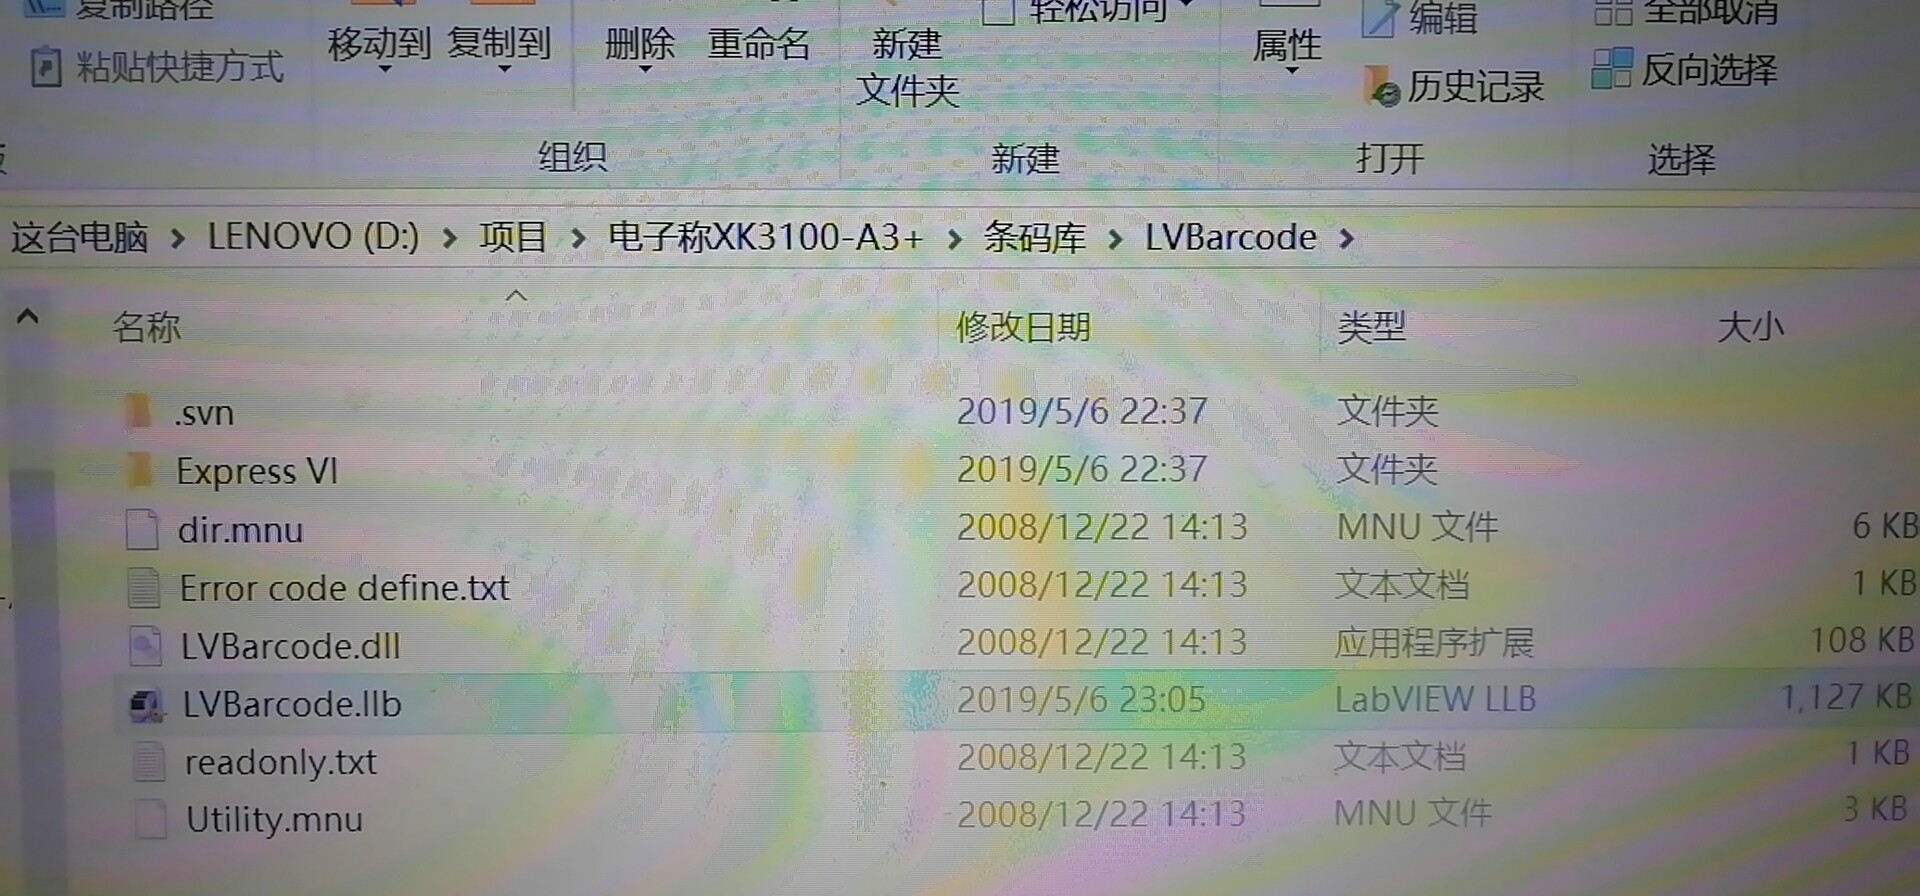 复制路径
轻松访问
编辑
全部取消
粘贴快捷方式
移动到
复制到
删除
重命名
新建
文件夹
属性
历史记录
反向选择
组织
新建
打开
选择
这台电脑 > LENOVO (D:) > 项目 > 电子称XK3100-A3+ > 条码库 > LVBarcode >
名称 修改日期 类型 大小
.svn 2019/5/6 22:37 文件夹
Express VI 2019/5/6 22:37 文件夹
dir.mnu 2008/12/22 14:13 MNU 文件 6 KB
Error code define.txt 2008/12/22 14:13 文本文档 1 KB
LVBarcode.dll 2008/12/22 14:13 应用程序扩展 108 KB
LVBarcode.llb 2019/5/6 23:05 LabVIEW LLB 1,127 KB
readonly.txt 2008/12/22 14:13 文本文档 1 KB
Utility.mnu 2008/12/22 14:13 MNU 文件 3 KB